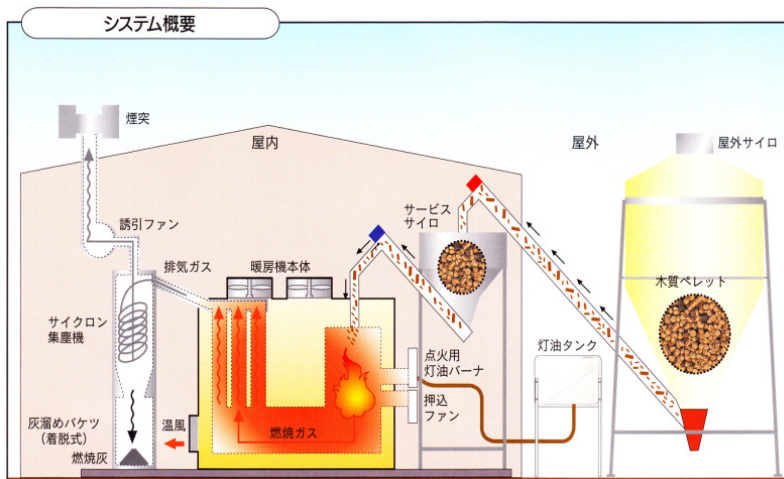 システム概要
煙突
屋内
屋外
屋外サイロ
誘引ファン
サービス
サイロ
排気ガス
暖房機本体
木質ペレット
サイクロン
集塵機
点火用
灯油バーナ
灯油タンク
押込
ファン
灰溜めバケツ
(着脱式)
温風
燃焼ガス
燃焼灰